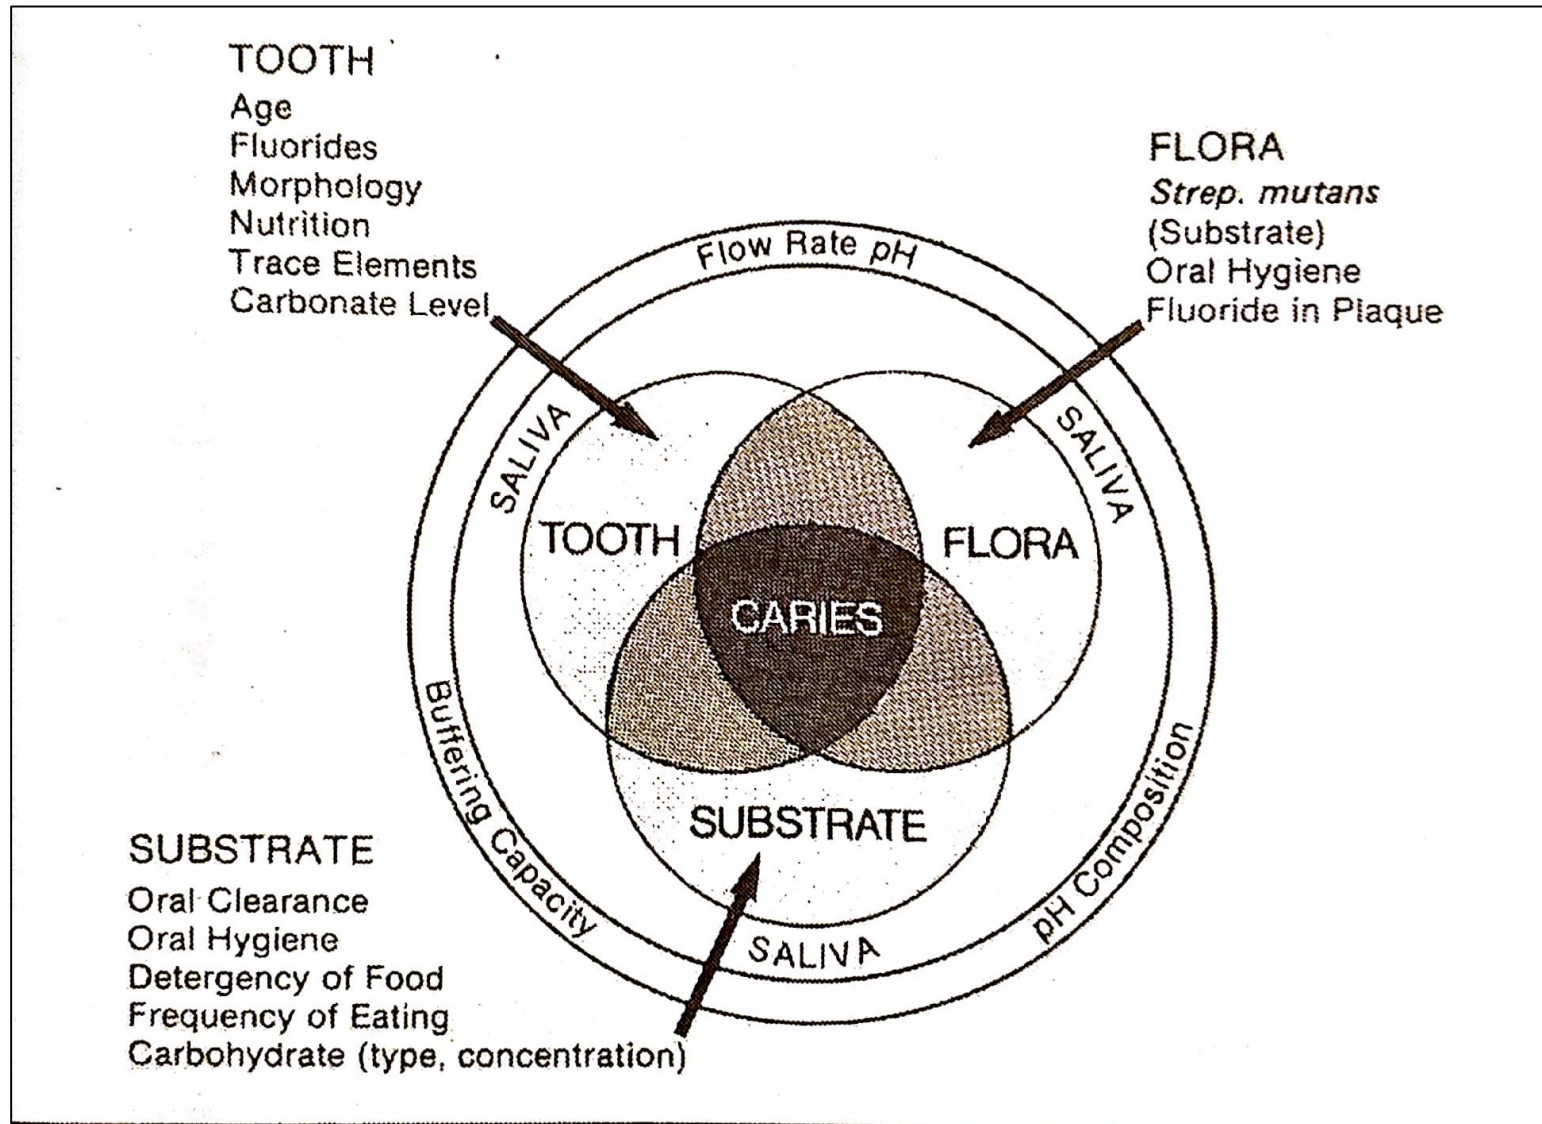 TOOTH
Age
Fluorides
Morphology
Nutrition
Trace Elements
Carbonate Level
FLORA
Strep. mutans
(Substrate)
Oral Hygiene
Fluoride in Plaque
Flow Rate pH
SALIVA
SALIVA
TOOTH
FLORA
CARIES
SUBSTRATE
SALIVA
Buffering Capacity
pH Composition
SUBSTRATE
Oral Clearance
Oral Hygiene
Detergency of Food
Frequency of Eating
Carbohydrate (type, concentration)